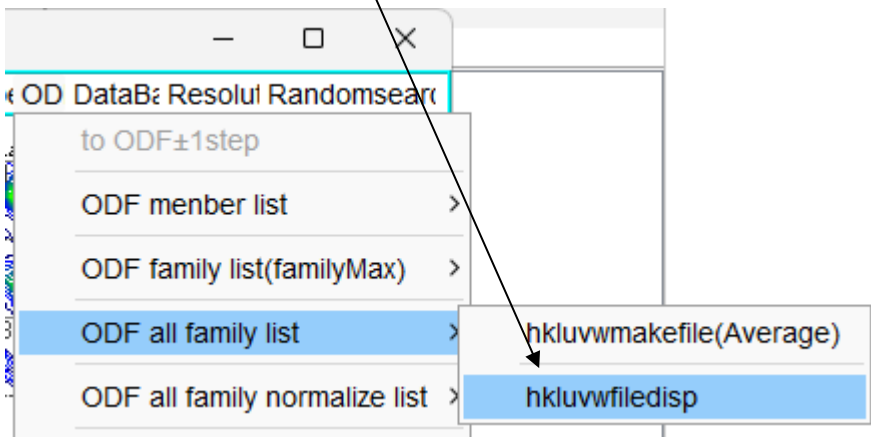 OD DataBa Resolut Randomsearc
to ODF±1step
ODF menber list
ODF family list(familyMax)
ODF all family list
hkluvwmakefile(Average)
ODF all family normalize list
hkluvwfiledisp